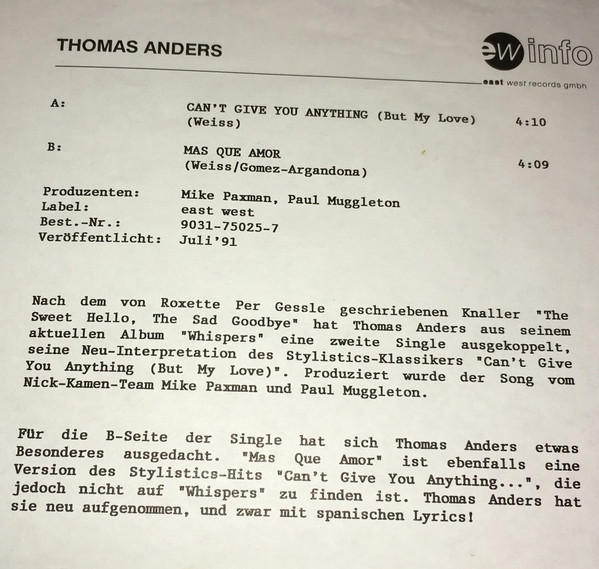 THOMAS ANDERS
ew info
east west records gmbh
A: CAN'T GIVE YOU ANYTHING (But My Love) 4:10
(Weiss)
B: MAS QUE AMOR 4:09
(Weiss/Gomez-Argandona)
Produzenten: Mike Paxman, Paul Muggleton
Label: east west
Best.-Nr.: 9031-75025-7
Veröffentlicht: Juli'91
Nach dem von Roxette Per Gessle geschriebenen Knaller "The
Sweet Hello, The Sad Goodbye" hat Thomas Anders aus seinem
aktuellen Album "Whispers" eine zweite Single ausgekoppelt,
seine Neu-Interpretation des Stylistics-Klassikers "Can't Give
You Anything (But My Love)". Produziert wurde der Song vom
Nick-Kamen-Team Mike Paxman und Paul Muggleton.
Für die B-Seite der Single hat sich Thomas Anders etwas
Besonderes ausgedacht. "Mas Que Amor" ist ebenfalls eine
Version des Stylistics-Hits "Can't Give You Anything...", die
jedoch nicht auf "Whispers" zu finden ist. Thomas Anders hat
sie neu aufgenommen, und zwar mit spanischen Lyrics!